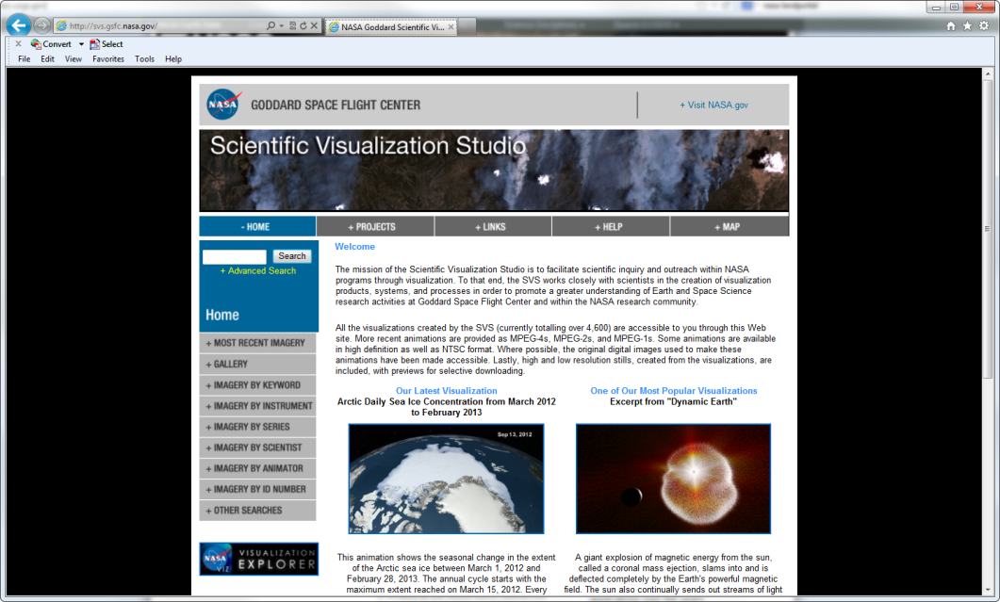 http://svs.gsfc.nasa.gov/
NASA Goddard Scientific Vi...
Convert Select
File Edit View Favorites Tools Help
NASA GODDARD SPACE FLIGHT CENTER + Visit NASA.gov
Scientific Visualization Studio
- HOME + PROJECTS + LINKS + HELP + MAP
Search
+ Advanced Search
Home
+ MOST RECENT IMAGERY
+ GALLERY
+ IMAGERY BY KEYWORD
+ IMAGERY BY INSTRUMENT
+ IMAGERY BY SERIES
+ IMAGERY BY SCIENTIST
+ IMAGERY BY ANIMATOR
+ IMAGERY BY ID NUMBER
+ OTHER SEARCHES
NASA VIZ VISUALIZATION
EXPLORER
Welcome
The mission of the Scientific Visualization Studio is to facilitate scientific inquiry and outreach within NASA
programs through visualization. To that end, the SVS works closely with scientists in the creation of visualization
products, systems, and processes in order to promote a greater understanding of Earth and Space Science
research activities at Goddard Space Flight Center and within the NASA research community.
All the visualizations created by the SVS (currently totalling over 4,600) are accessible to you through this Web
site. More recent animations are provided as MPEG-4s, MPEG-2s, and MPEG-1s. Some animations are available
in high definition as well as NTSC format. Where possible, the original digital images used to make these
animations have been made accessible. Lastly, high and low resolution stills, created from the visualizations, are
included, with previews for selective downloading.
Our Latest Visualization
Arctic Daily Sea Ice Concentration from March 2012
to February 2013
Sep 13, 2012
This animation shows the seasonal change in the extent
of the Arctic sea ice between March 1, 2012 and
February 28, 2013. The annual cycle starts with the
maximum extent reached on March 15, 2012. Every
One of Our Most Popular Visualizations
Excerpt from "Dynamic Earth"
A giant explosion of magnetic energy from the sun,
called a coronal mass ejection, slams into and is
deflected completely by the Earth's powerful magnetic
field. The sun also continually sends out streams of light